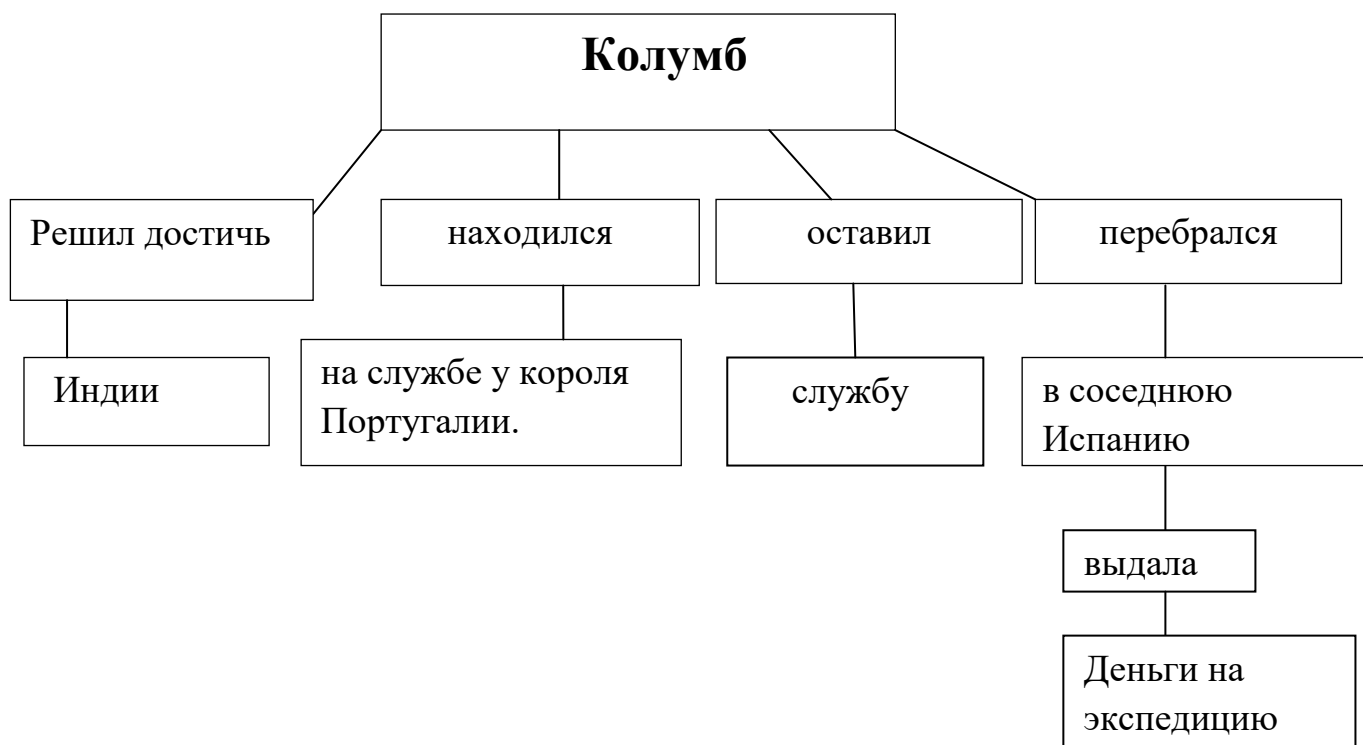 Колумб
Решил достичь
находился
оставил
перебрался
Индии
на службе у короля
Португалии.
службу
в соседнюю
Испанию
выдала
Деньги на
экспедицию